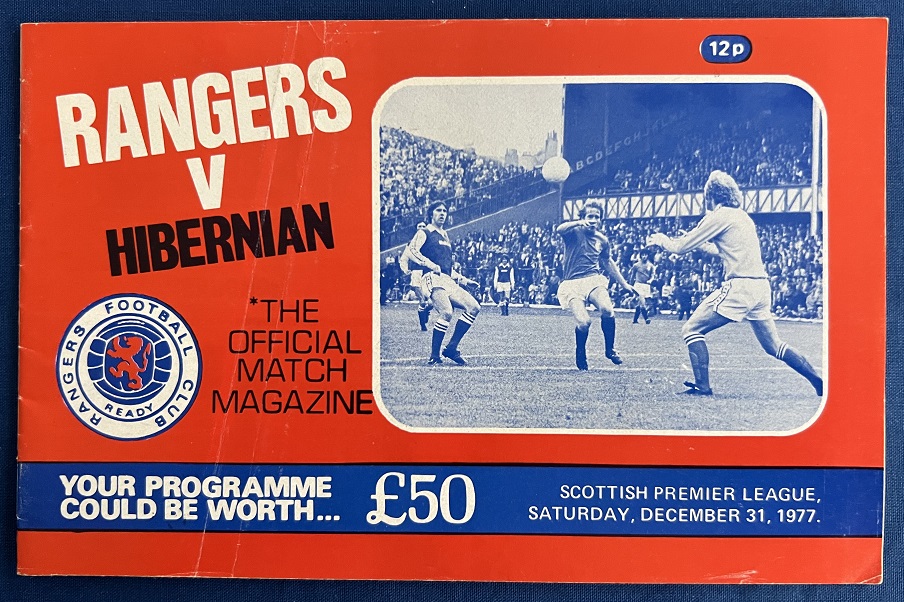 12p
RANGERS
V
HIBERNIAN
*THE
OFFICIAL
MATCH
MAGAZINE
RANGERS FOOTBALL CLUB
READY
ABCDEFGHJKLM
YOUR PROGRAMME
COULD BE WORTH...
£50
SCOTTISH PREMIER LEAGUE,
SATURDAY, DECEMBER 31, 1977.